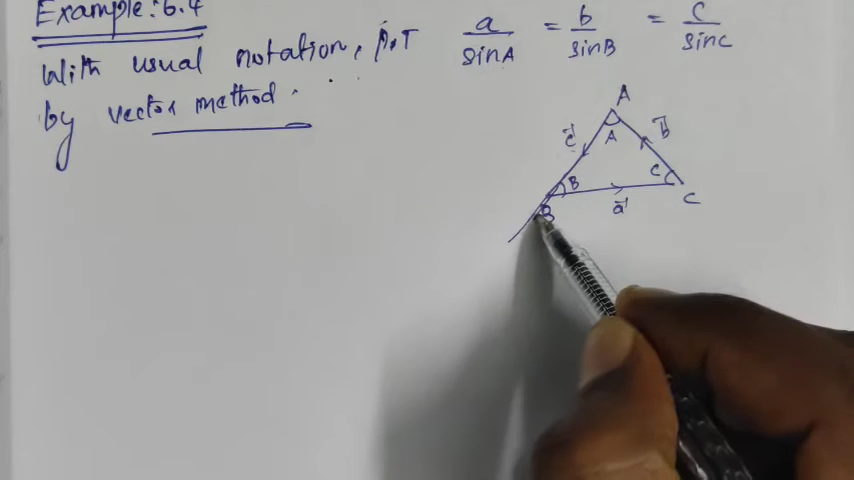 Example: 6.4
With usual notation, P.T a/sinA = b/sinB = c/sinC
by vector method.
A
c⃗ A b⃗
B C
B a⃗ C